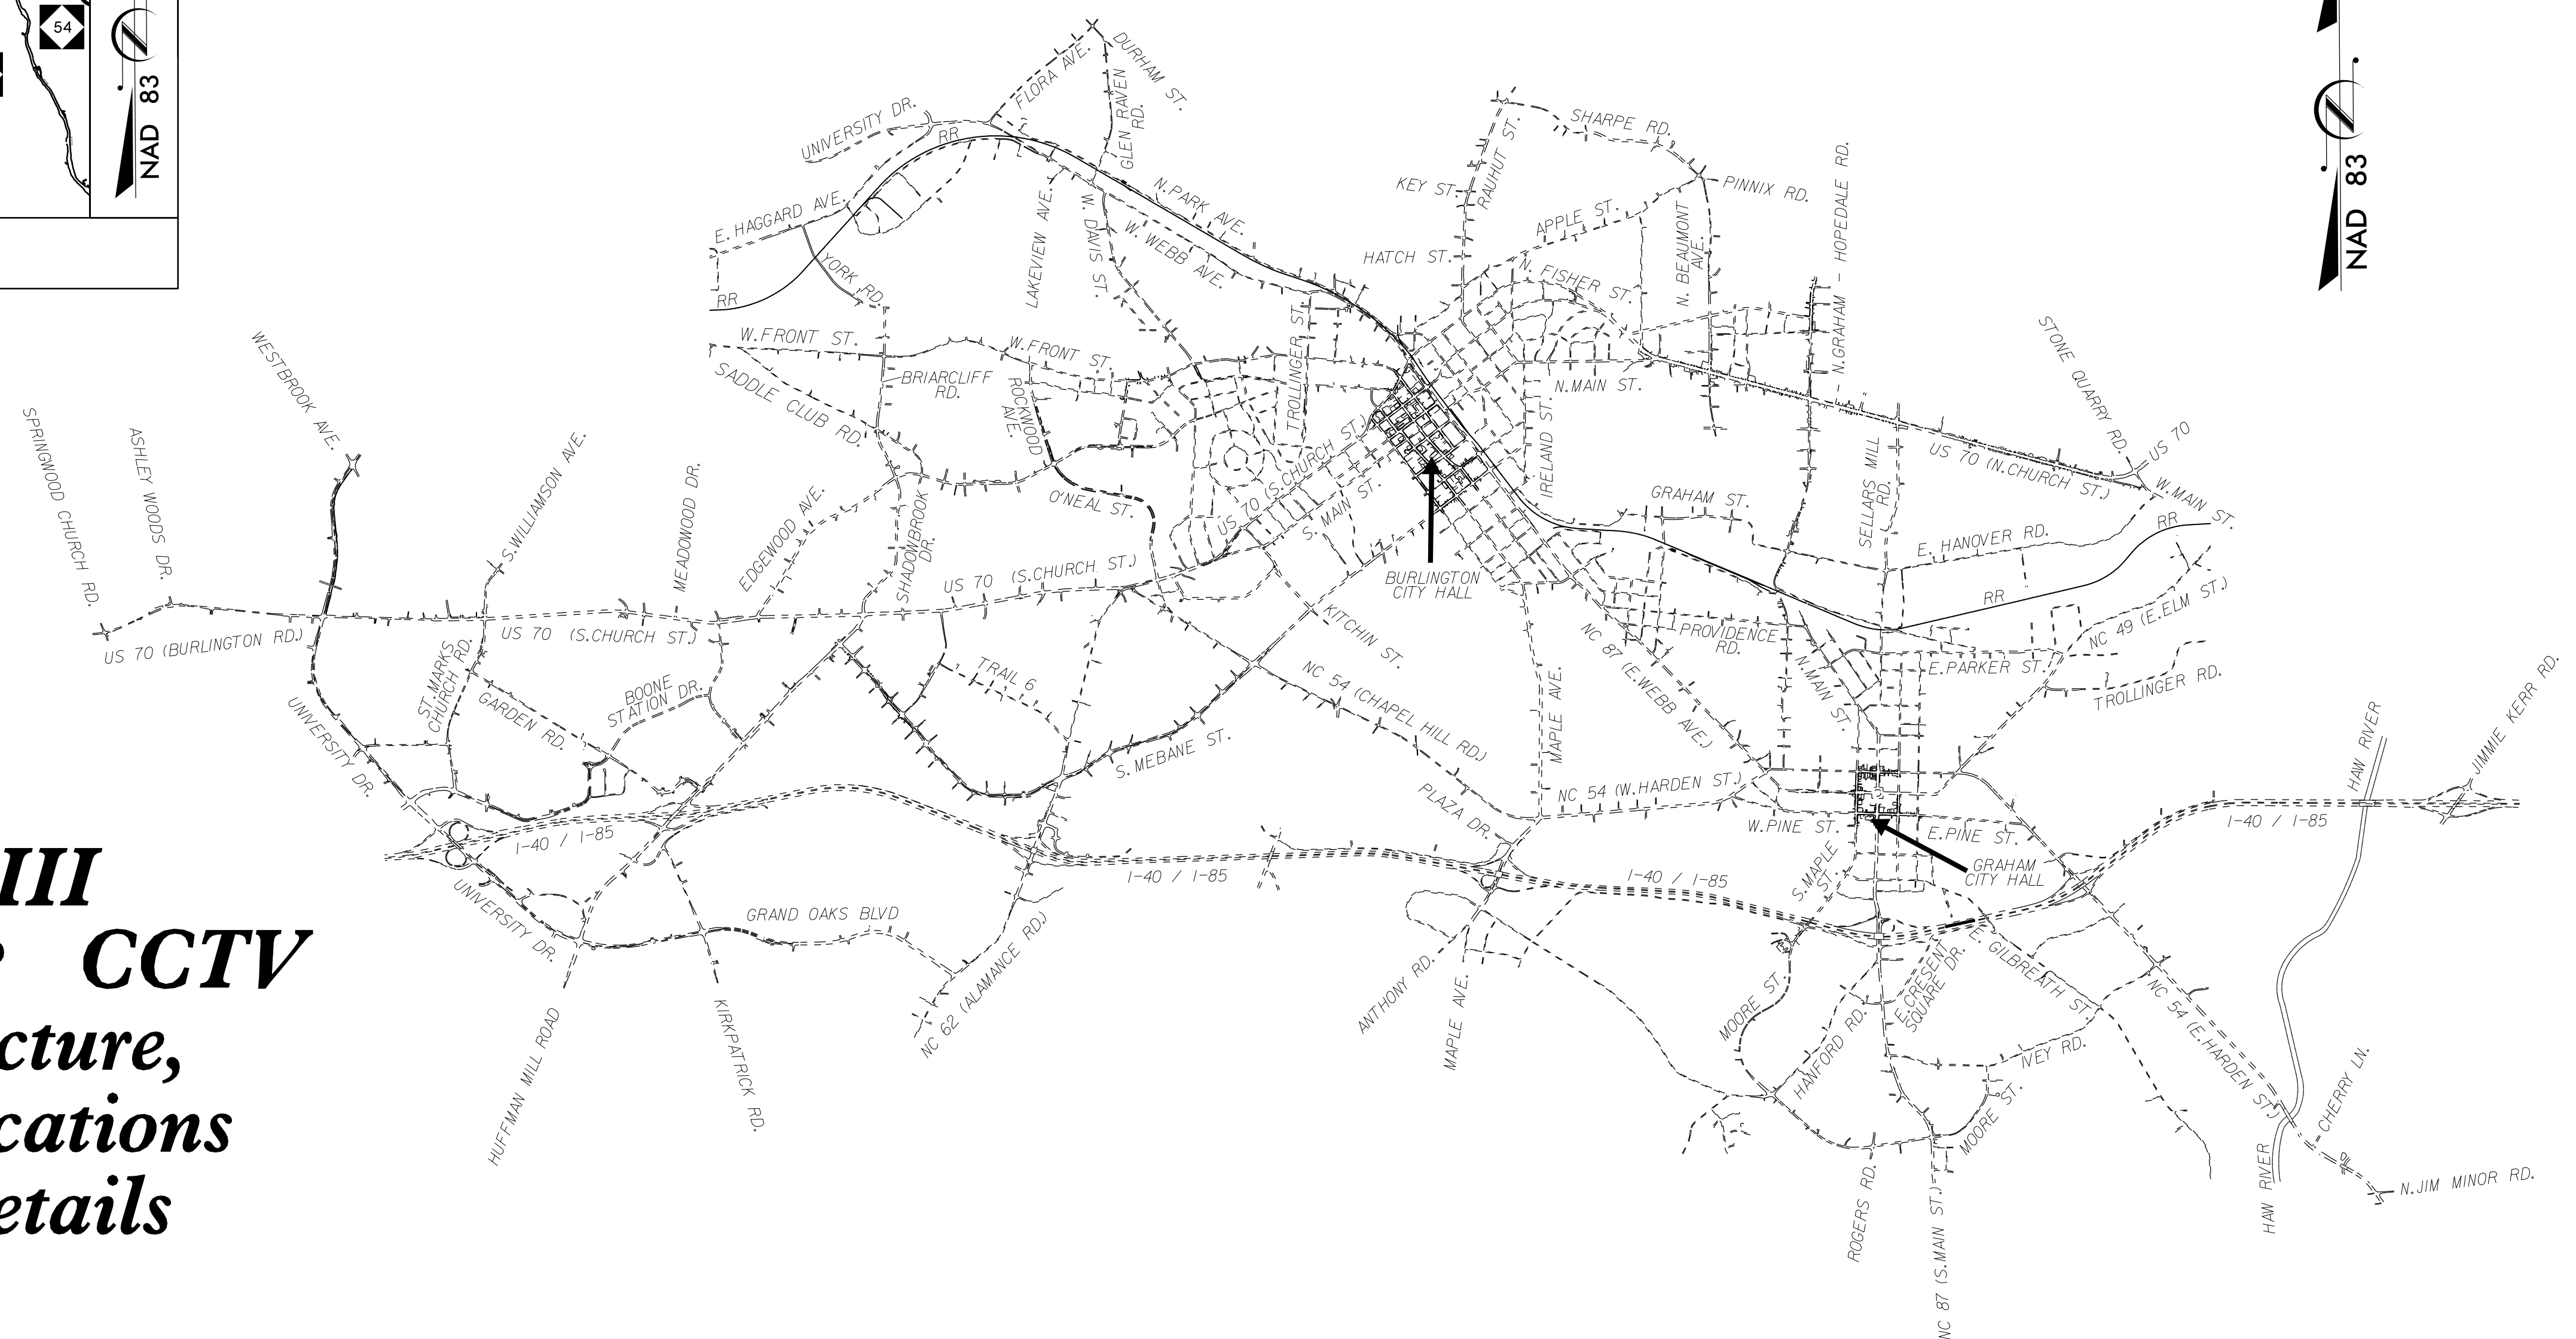 54
NAD 83
NAD 83
III
CCTV
cture,
cations
etails
DURHAM ST.
FLORA AVE.
GLEN RAVEN
RD.
UNIVERSITY DR.
RR
SHARPE RD.
RAUHUT ST.
KEY ST.
PINNIX RD.
N.PARK AVE.
E. HAGGARD AVE.
LAKEVIEW AVE.
W. DAVIS ST.
W. WEBB AVE.
APPLE ST.
N. BEAUMONT
AVE.
N.GRAHAM - HOPEDALE RD.
HATCH ST.
N. FISHER ST.
YORK RD.
RR
W.FRONT ST.
W.FRONT ST.
TROLLINGER ST.
STONE QUARRY RD.
WESTBROOK AVE.
SADDLE CLUB RD.
BRIARCLIFF
RD.
ROCKWOOD
AVE.
N.MAIN ST.
SPRINGWOOD CHURCH RD.
ASHLEY WOODS DR.
S.WILLIAMSON AVE.
MEADOWOOD DR.
EDGEWOOD AVE.
SHADOWBROOK
DR.
O'NEAL ST.
US 70 (S.CHURCH ST.)
S. MAIN ST.
IRELAND ST.
GRAHAM ST.
SELLARS MILL
RD.
US 70 (N.CHURCH ST.)
US 70
W.MAIN ST.
RR
E. HANOVER RD.
US 70 (S.CHURCH ST.)
BURLINGTON
CITY HALL
RR
NC 49 (E.ELM ST.)
US 70 (BURLINGTON RD.)
US 70 (S.CHURCH ST.)
KITCHIN ST.
NC 87 (E.WEBB AVE.)
PROVIDENCE
RD.
N.MAIN ST.
E.PARKER ST.
TROLLINGER RD.
ST.MARKS
CHURCH RD.
GARDEN RD.
BOONE
STATION DR.
TRAIL 6
NC 54 (CHAPEL HILL RD.)
MAPLE AVE.
UNIVERSITY DR.
S.MEBANE ST.
HAW RIVER
JIMMIE KERR RD.
PLAZA DR.
NC 54 (W.HARDEN ST.)
W.PINE ST.
E.PINE ST.
I-40 / I-85
I-40 / I-85
I-40 / I-85
I-40 / I-85
GRAHAM
CITY HALL
S.MAPLE
ST.
UNIVERSITY DR.
GRAND OAKS BLVD
NC 62 (ALAMANCE RD.)
ANTHONY RD.
MAPLE AVE.
MOORE ST.
HANFORD RD.
E.CRESENT
SQUARE DR.
E. GILBREATH ST.
NC 54 (E.HARDEN ST.)
IVEY RD.
MOORE ST.
HUFFMAN MILL ROAD
KIRKPATRICK RD.
CHERRY LN.
HAW RIVER
N.JIM MINOR RD.
ROGERS RD.
NC 87 (S.MAIN ST.)